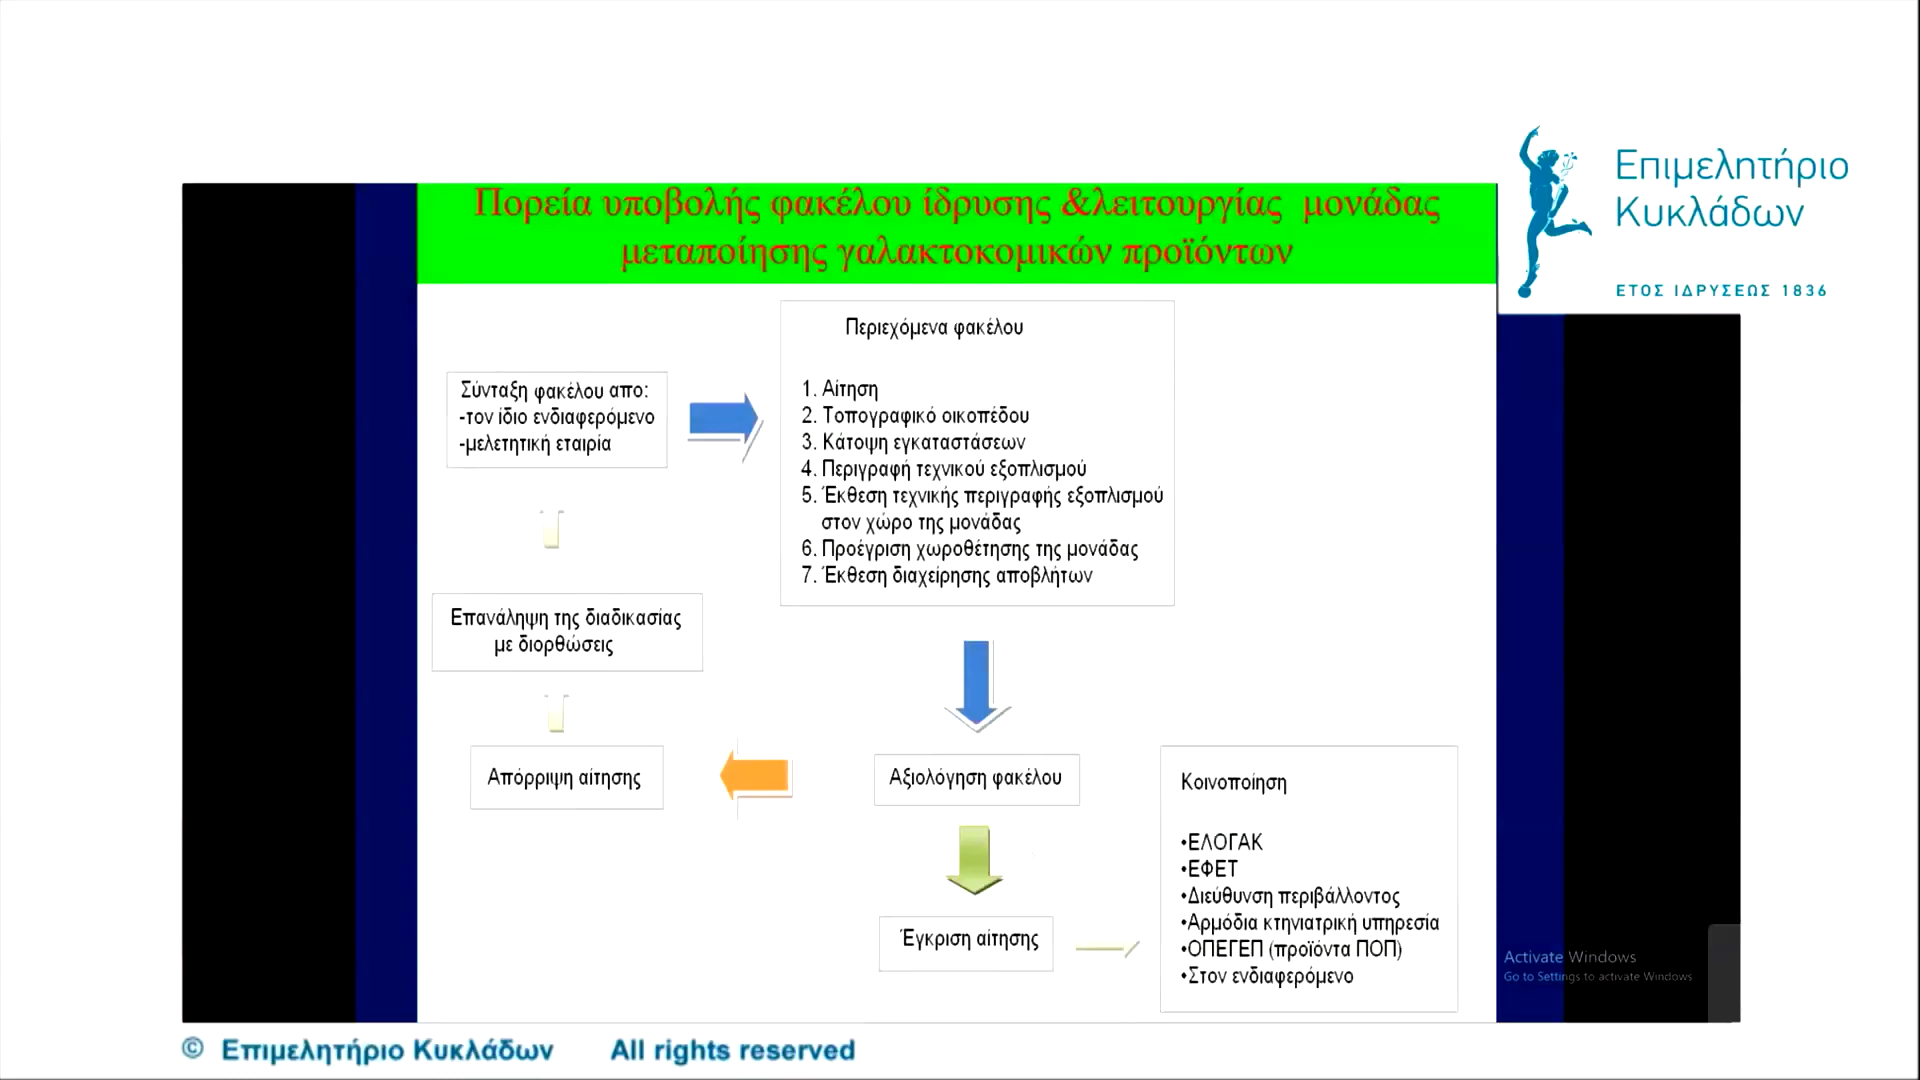 Επιμελητήριο
Κυκλάδων
ΕΤΟΣ ΙΔΡΥΣΕΩΣ 1836
Πορεία υποβολής φακέλου ίδρυσης &λειτουργίας μονάδας
μεταποίησης γαλακτοκομικών προϊόντων
Σύνταξη φακέλου απο:
-τον ίδιο ενδιαφερόμενο
-μελετητική εταιρία
Περιεχόμενα φακέλου
1. Αίτηση
2. Τοπογραφικό οικοπέδου
3. Κάτοψη εγκαταστάσεων
4. Περιγραφή τεχνικού εξοπλισμού
5. Έκθεση τεχνικής περιγραφής εξοπλισμού
στον χώρο της μονάδας
6. Προέγριση χωροθέτησης της μονάδας
7. Έκθεση διαχείρησης αποβλήτων
Επανάληψη της διαδικασίας
με διορθώσεις
Απόρριψη αίτησης
Αξιολόγηση φακέλου
Έγκριση αίτησης
Κοινοποίηση
•ΕΛΟΓΑΚ
•ΕΦΕΤ
•Διεύθυνση περιβάλλοντος
•Αρμόδια κτηνιατρική υπηρεσία
•ΟΠΕΓΕΠ (προϊόντα ΠΟΠ)
•Στον ενδιαφερόμενο
Activate Windows
Go to Settings to activate Windows
© Επιμελητήριο Κυκλάδων All rights reserved